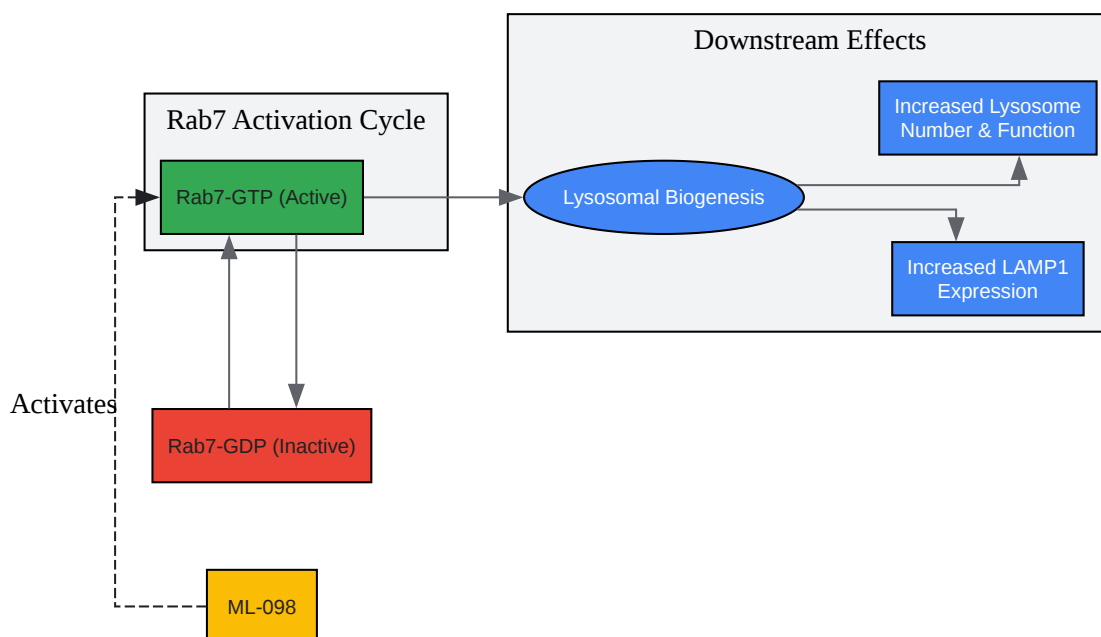 Downstream Effects
Increased Lysosome
Number & Function
Rab7 Activation Cycle
Rab7-GTP (Active)
Lysosomal Biogenesis
Increased LAMP1
Expression
Activates
Rab7-GDP (Inactive)
ML-098